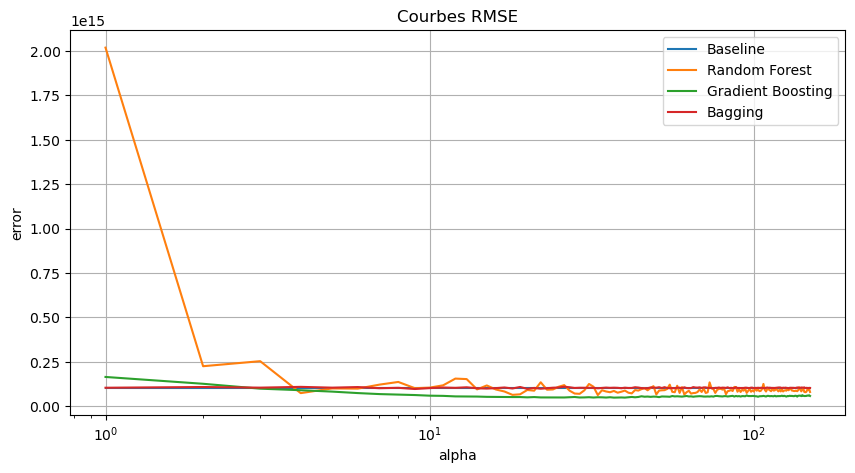 Courbes RMSE
1e15
2.00
1.75
1.50
1.25
1.00
0.75
0.50
0.25
0.00
error
Baseline
Random Forest
Gradient Boosting
Bagging
10⁰
10¹
10²
alpha